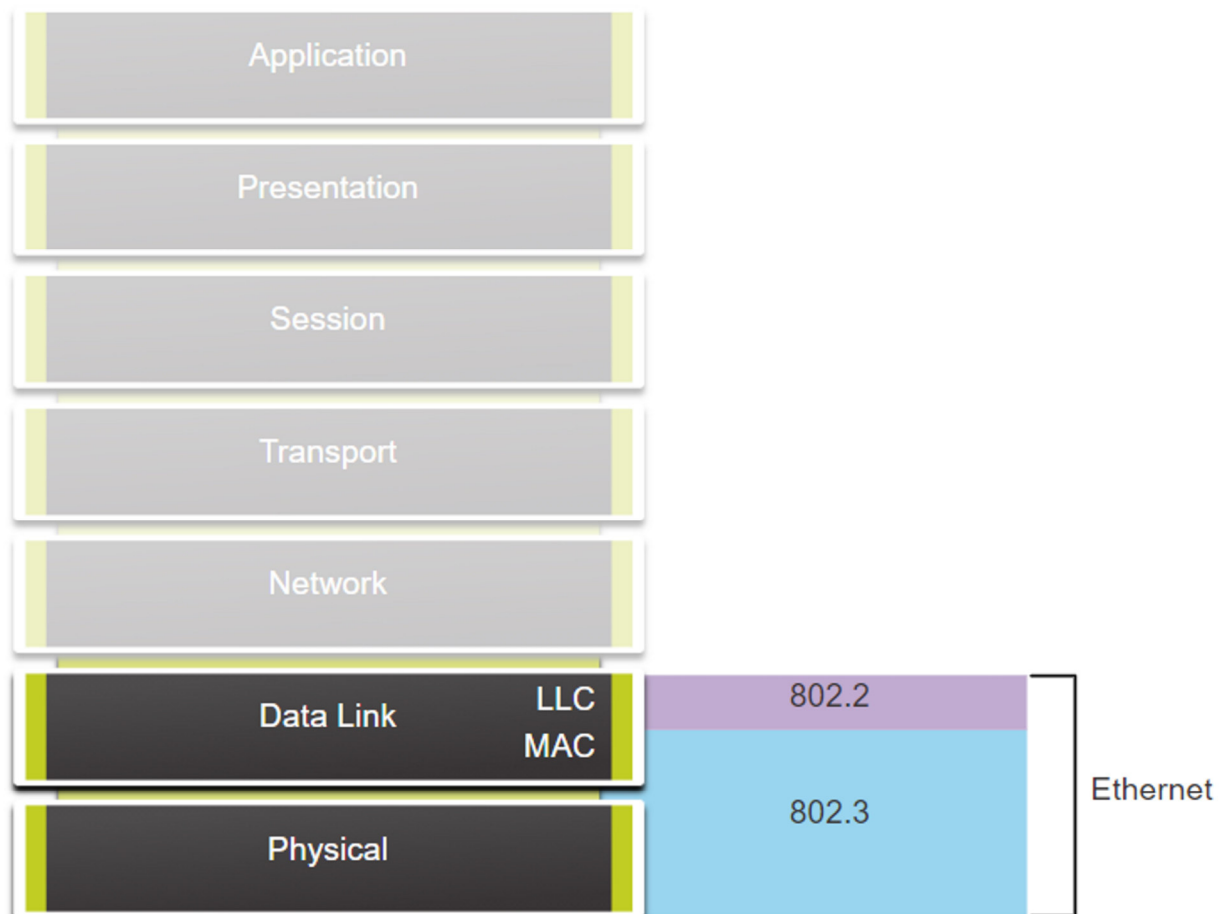 Application
Presentation
Session
Transport
Network
Data Link
LLC
MAC
802.2
802.3
Ethernet
Physical